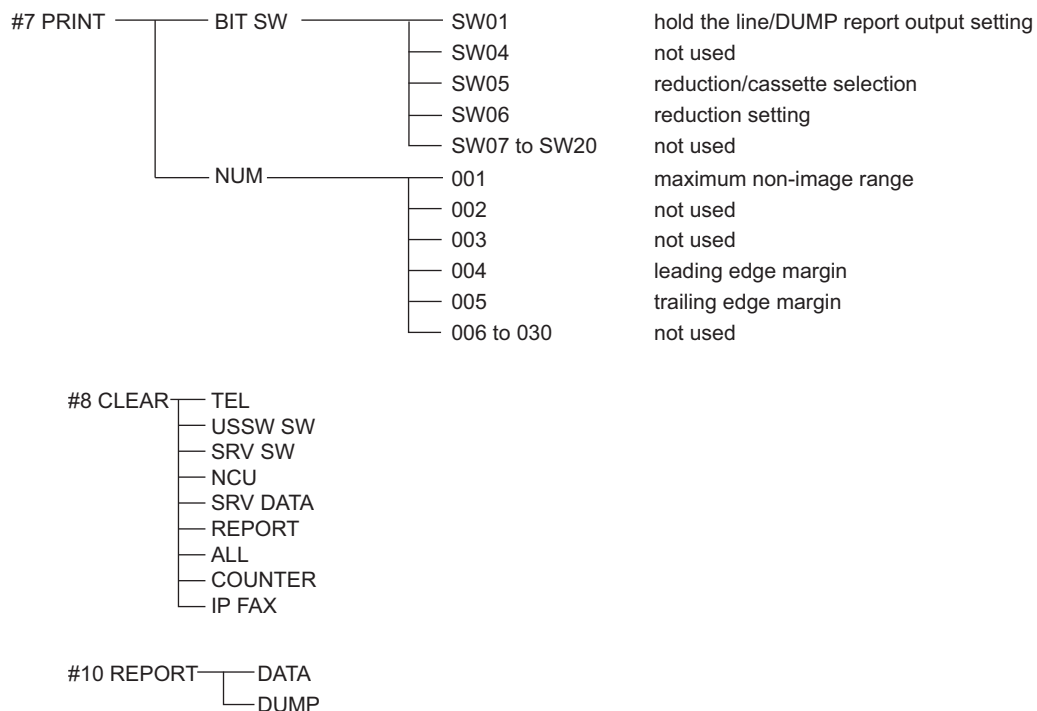 #7 PRINT BIT SW SW01 hold the line/DUMP report output setting
SW04 not used
SW05 reduction/cassette selection
SW06 reduction setting
SW07 to SW20 not used
NUM 001 maximum non-image range
002 not used
003 not used
004 leading edge margin
005 trailing edge margin
006 to 030 not used
#8 CLEAR TEL
USSW SW
SRV SW
NCU
SRV DATA
REPORT
ALL
COUNTER
IP FAX
#10 REPORT DATA
DUMP